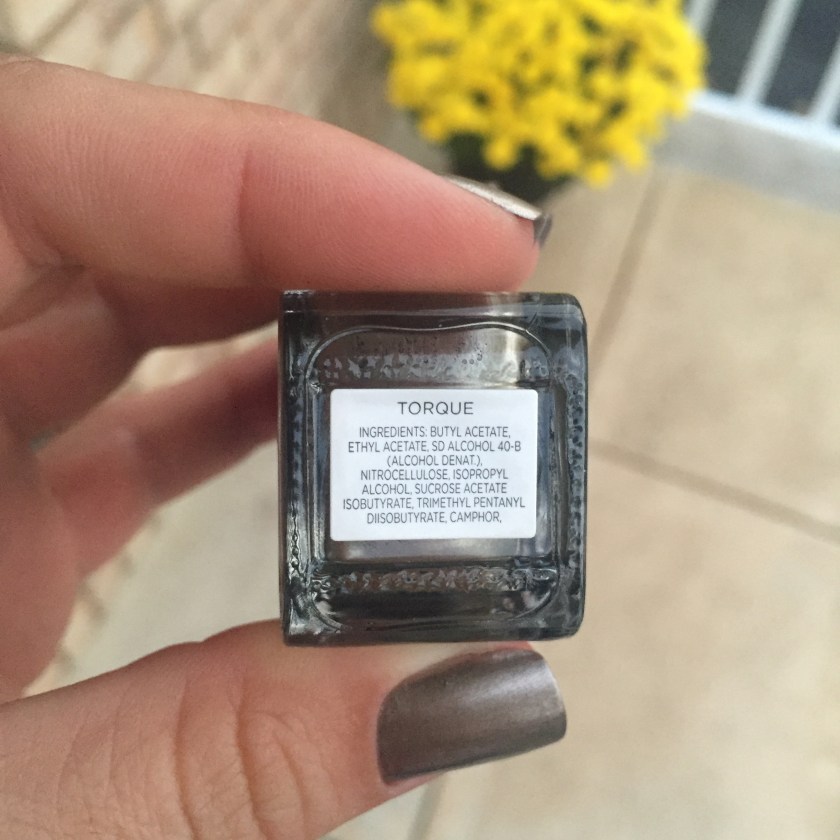 TORQUE
INGREDIENTS: BUTYL ACETATE,
ETHYL ACETATE, SD ALCOHOL 40-B
(ALCOHOL DENAT.),
NITROCELLULOSE, ISOPROPYL
ALCOHOL, SUCROSE ACETATE
ISOBUTYRATE, TRIMETHYL PENTANYL
DIISOBUTYRATE, CAMPHOR,